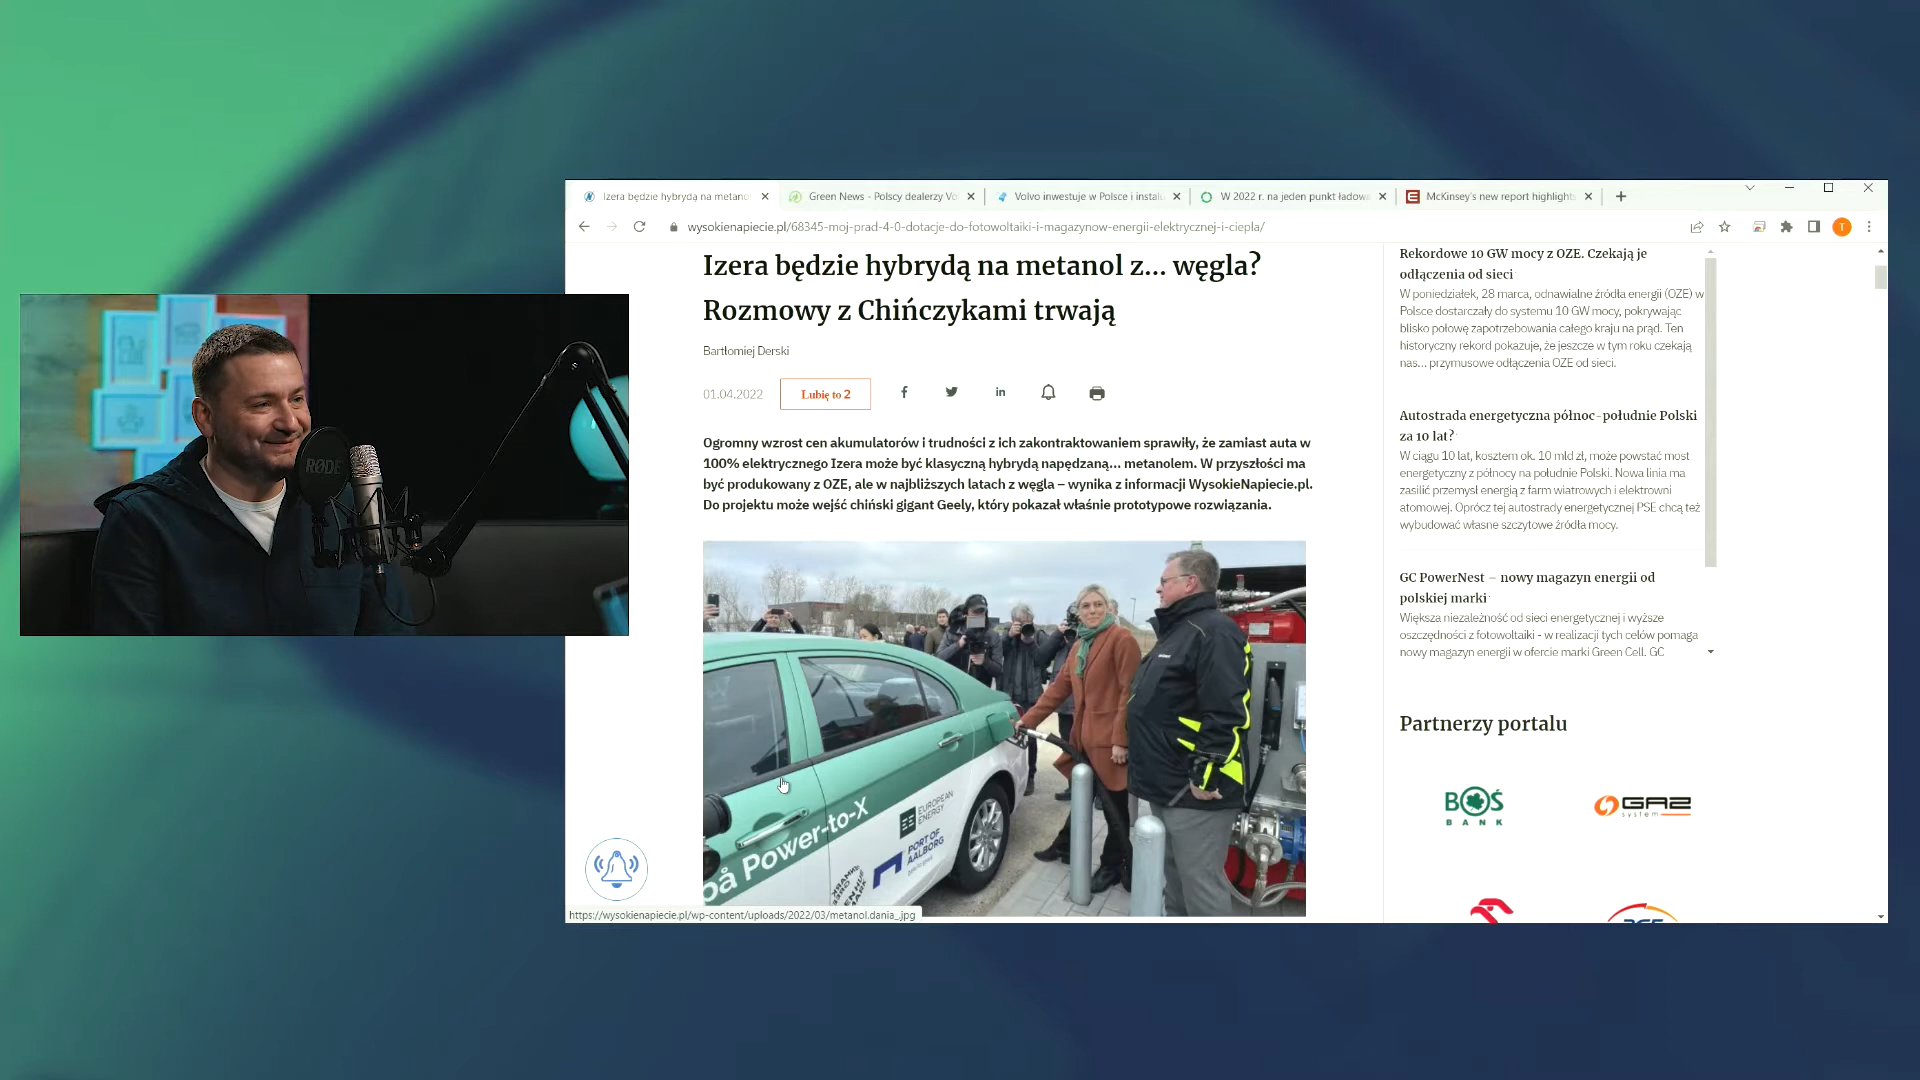 Izera będzie hybrydą na metano
Green News - Polscy dealerzy Vo
Volvo inwestuje w Polsce i instalu
W 2022 r. na jeden punkt ładowa
McKinsey's new report highlights
wysokienapiecie.pl/68345-moj-prad-4-0-dotacje-do-fotowoltaiki-i-magazynow-energii-elektrycznej-i-ciepla/
T
Izera będzie hybrydą na metanol z... węgla?
Rozmowy z Chińczykami trwają
Bartłomiej Derski
01.04.2022
Lubię to 2
Ogromny wzrost cen akumulatorów i trudności z ich zakontraktowaniem sprawiły, że zamiast auta w
100% elektrycznego Izera może być klasyczną hybrydą napędzaną... metanolem. W przyszłości ma
być produkowany z OZE, ale w najbliższych latach z węgla – wynika z informacji WysokieNapiecie.pl.
Do projektu może wejść chiński gigant Geely, który pokazał właśnie prototypowe rozwiązania.
på Power-to-X
EUROPEAN
ENERGY
PORT OF
AALBORG
GREEN HUB
DENMARK
RØDE
https://wysokienapiecie.pl/wp-content/uploads/2022/03/metanol.dania_.jpg
Rekordowe 10 GW mocy z OZE. Czekają je
odłączenia od sieci
W poniedziałek, 28 marca, odnawialne źródła energii (OZE) w
Polsce dostarczały do systemu 10 GW mocy, pokrywając
blisko połowę zapotrzebowania całego kraju na prąd. Ten
historyczny rekord pokazuje, że jeszcze w tym roku czekają
nas... przymusowe odłączenia OZE od sieci.
Autostrada energetyczna północ-południe Polski
za 10 lat?
W ciągu 10 lat, kosztem ok. 10 mld zł, może powstać most
energetyczny z północy na południe Polski. Nowa linia ma
zasilić przemysł energią z farm wiatrowych i elektrowni
atomowej. Oprócz tej autostrady energetycznej PSE chcą też
wybudować własne szczytowe źródła mocy.
GC PowerNest – nowy magazyn energii od
polskiej marki
Większa niezależność od sieci energetycznej i wyższe
oszczędności z fotowoltaiki - w realizacji tych celów pomaga
nowy magazyn energii w ofercie marki Green Cell. GC
Partnerzy portalu
BOŚ
BANK
GAZ
system
PGE